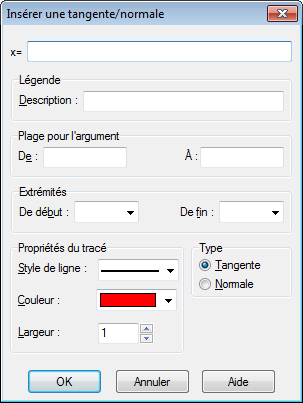 Insérer une tangente/normale
x=
Légende
Description :
Plage pour l'argument
De : À :
Extrémités
De début : De fin :
Propriétés du tracé Type
Style de ligne : Tangente
Couleur : Normale
Largeur : 1
OK Annuler Aide